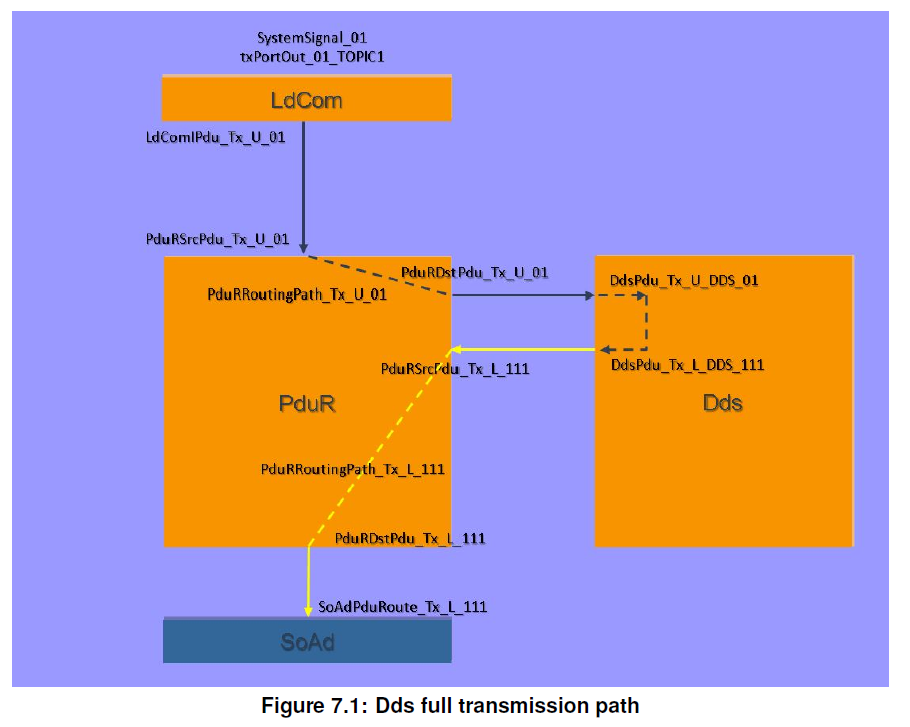 SystemSignal_01
txPortOut_01_TOPIC1
LdCom
LdComIPdu_Tx_U_01
PduRSrcPdu_Tx_U_01
PduRDstPdu_Tx_U_01
DdsPdu_Tx_U_DDS_01
PduRRoutingPath_Tx_U_01
PduRSrcPdu_Tx_L_111
DdsPdu_Tx_L_DDS_111
PduR
Dds
PduRRoutingPath_Tx_L_111
PduRDstPdu_Tx_L_111
SoAdPduRoute_Tx_L_111
SoAd
Figure 7.1: Dds full transmission path